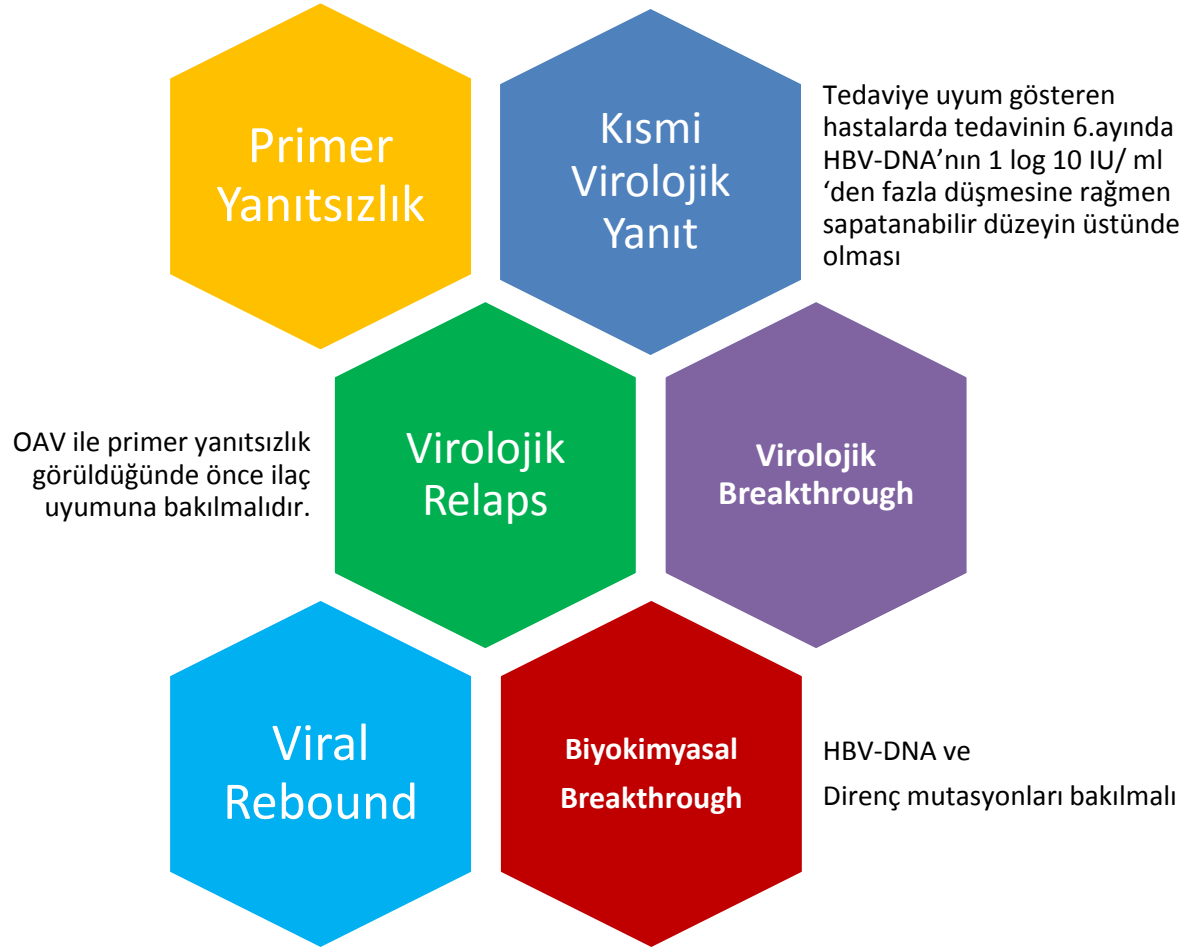 Primer
Yanıtsızlık
Kısmi
Virolojik
Yanıt
Tedaviye uyum gösteren
hastalarda tedavinin 6.ayında
HBV-DNA’nın 1 log 10 IU/ ml
‘den fazla düşmesine rağmen
sapatanabilir düzeyin üstünde
olması
OAV ile primer yanıtsızlık
görüldüğünde önce ilaç
uyumuna bakılmalıdır.
Virolojik
Relaps
Virolojik
Breakthrough
Viral
Rebound
Biyokimyasal
Breakthrough
HBV-DNA ve
Direnç mutasyonları bakılmalı